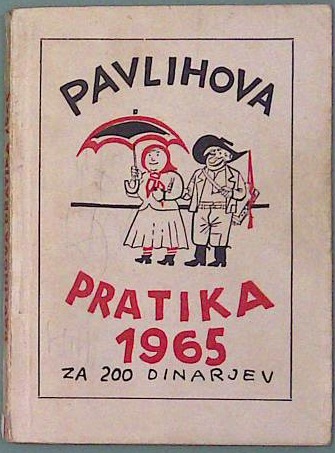 PAVLIHOVA
PRATIKA
1965
ZA 200 DINARJEV